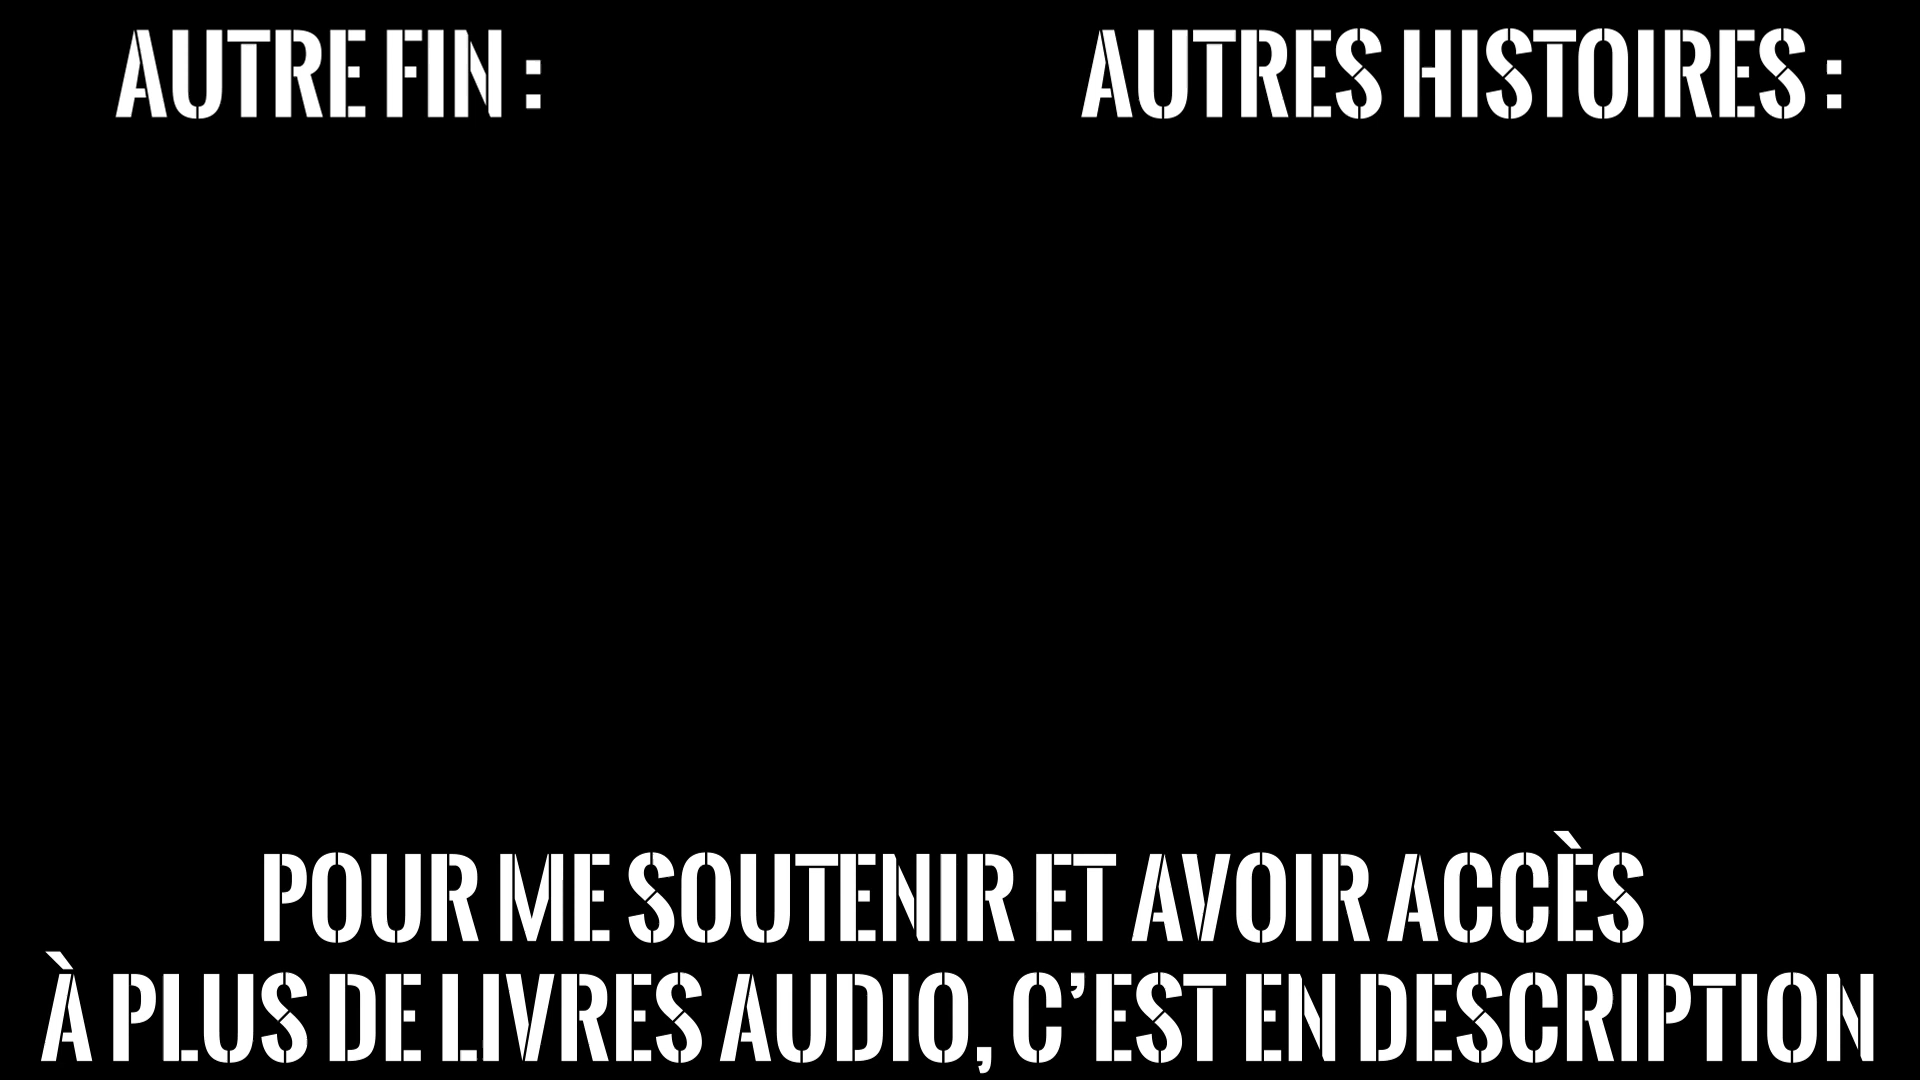 AUTRE FIN :
AUTRES HISTOIRES :
POUR ME SOUTENIR ET AVOIR ACCÈS
À PLUS DE LIVRES AUDIO, C’EST EN DESCRIPTION